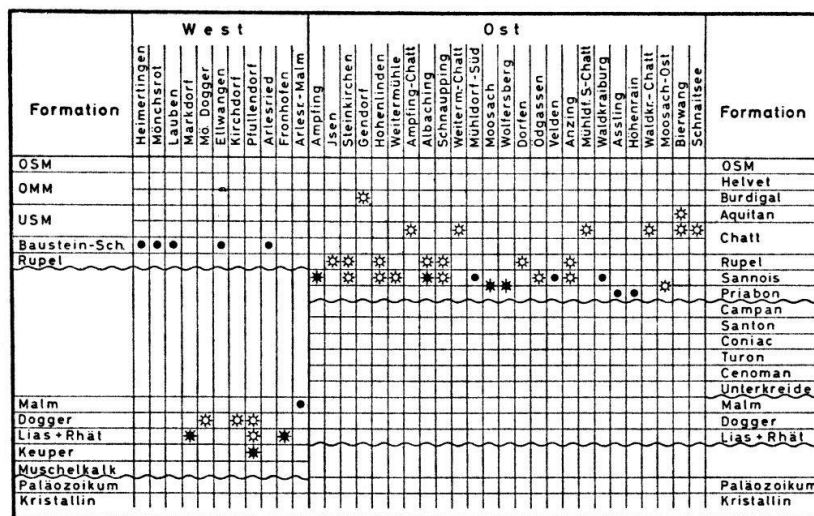 West
Ost
Formation
Heimertingen
Mönchsrot
Lauben
Markdorf
Mö. Dogger
Ellwangen
Kirchdorf
Pfullendorf
Arlesried
Fronhofen
Arlesr.-Malm
Ampfing
Jsen
Steinkirchen
Gendorf
Hohenlinden
Weitermühle
Ampfing-Chatt
Albaching
Schnaupping
Weiterm-Chatt
Mühldorf-Süd
Moosach
Wolfersberg
Dorfen
Ödgassen
Velden
Anzing
Mühldf. S-Chatt
Waldkraiburg
Assling
Höhenrain
Waldkr.-Chatt
Moosach-Ost
Bierwang
Schnaitsee
Formation
OSM
OSM
OMM
Helvet
Burdigal
USM
Aquitan
Chatt
Baustein-Sch.
Rupel
Rupel
Sannois
Priabon
Campan
Santon
Coniac
Turon
Cenoman
Unterkreide
Malm
Malm
Dogger
Dogger
Lias+Rhät
Lias+Rhät
Keuper
Muschelkalk
Paläozoikum
Paläozoikum
Kristallin
Kristallin